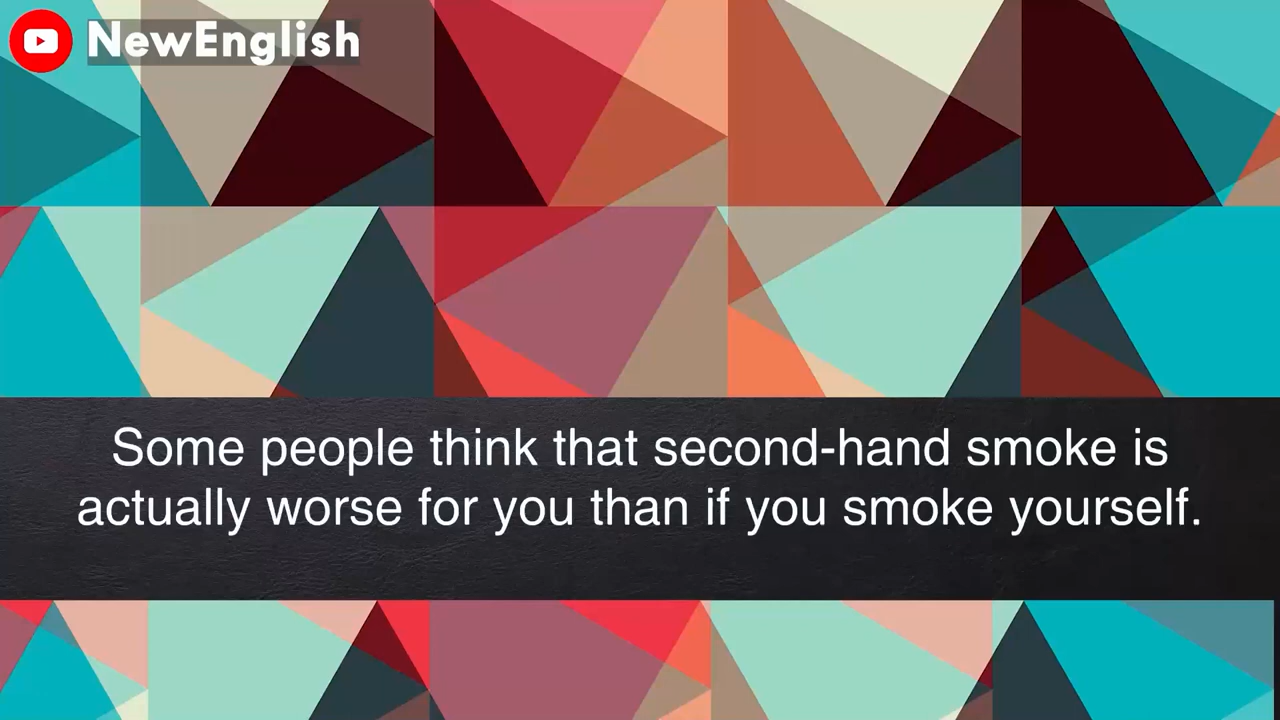 NewEnglish
Some people think that second-hand smoke is
actually worse for you than if you smoke yourself.